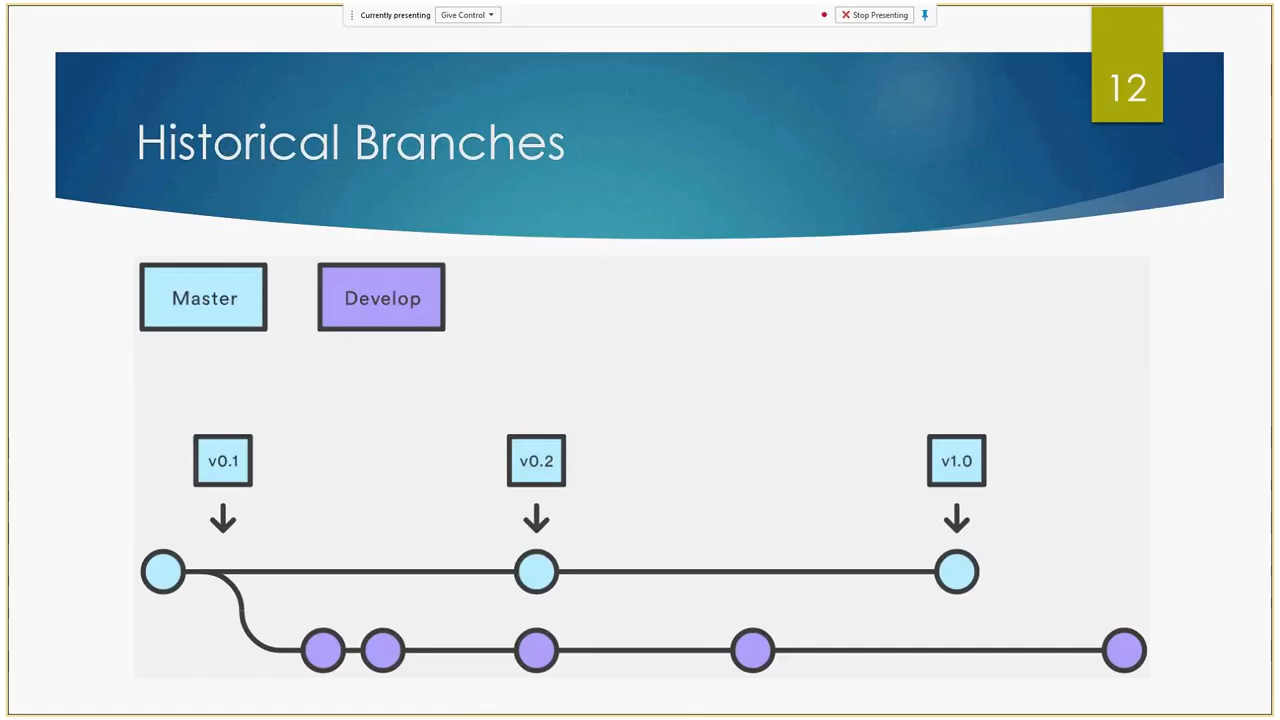 Currently presenting Give Control Stop Presenting
12
Historical Branches
Master Develop
v0.1 v0.2 v1.0